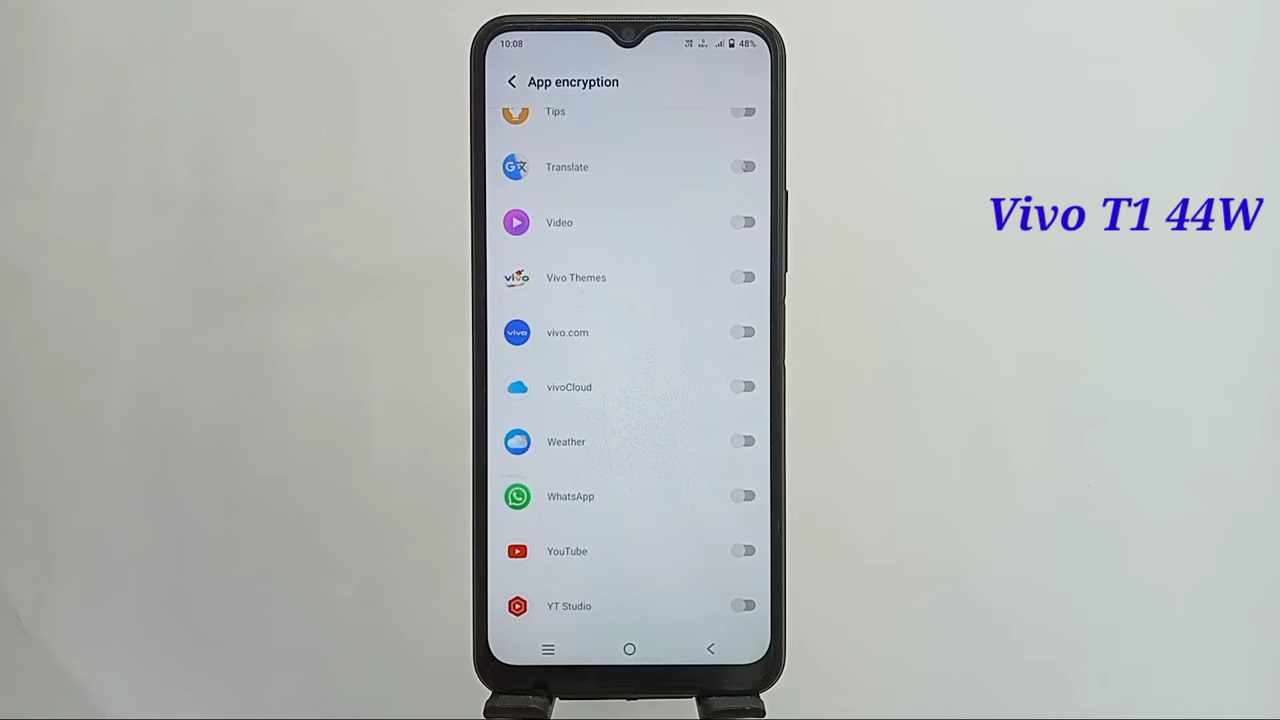 10:08
48%
App encryption
Tips
Translate
Video
Vivo Themes
vivo.com
vivoCloud
Weather
WhatsApp
YouTube
YT Studio
Vivo T1 44W